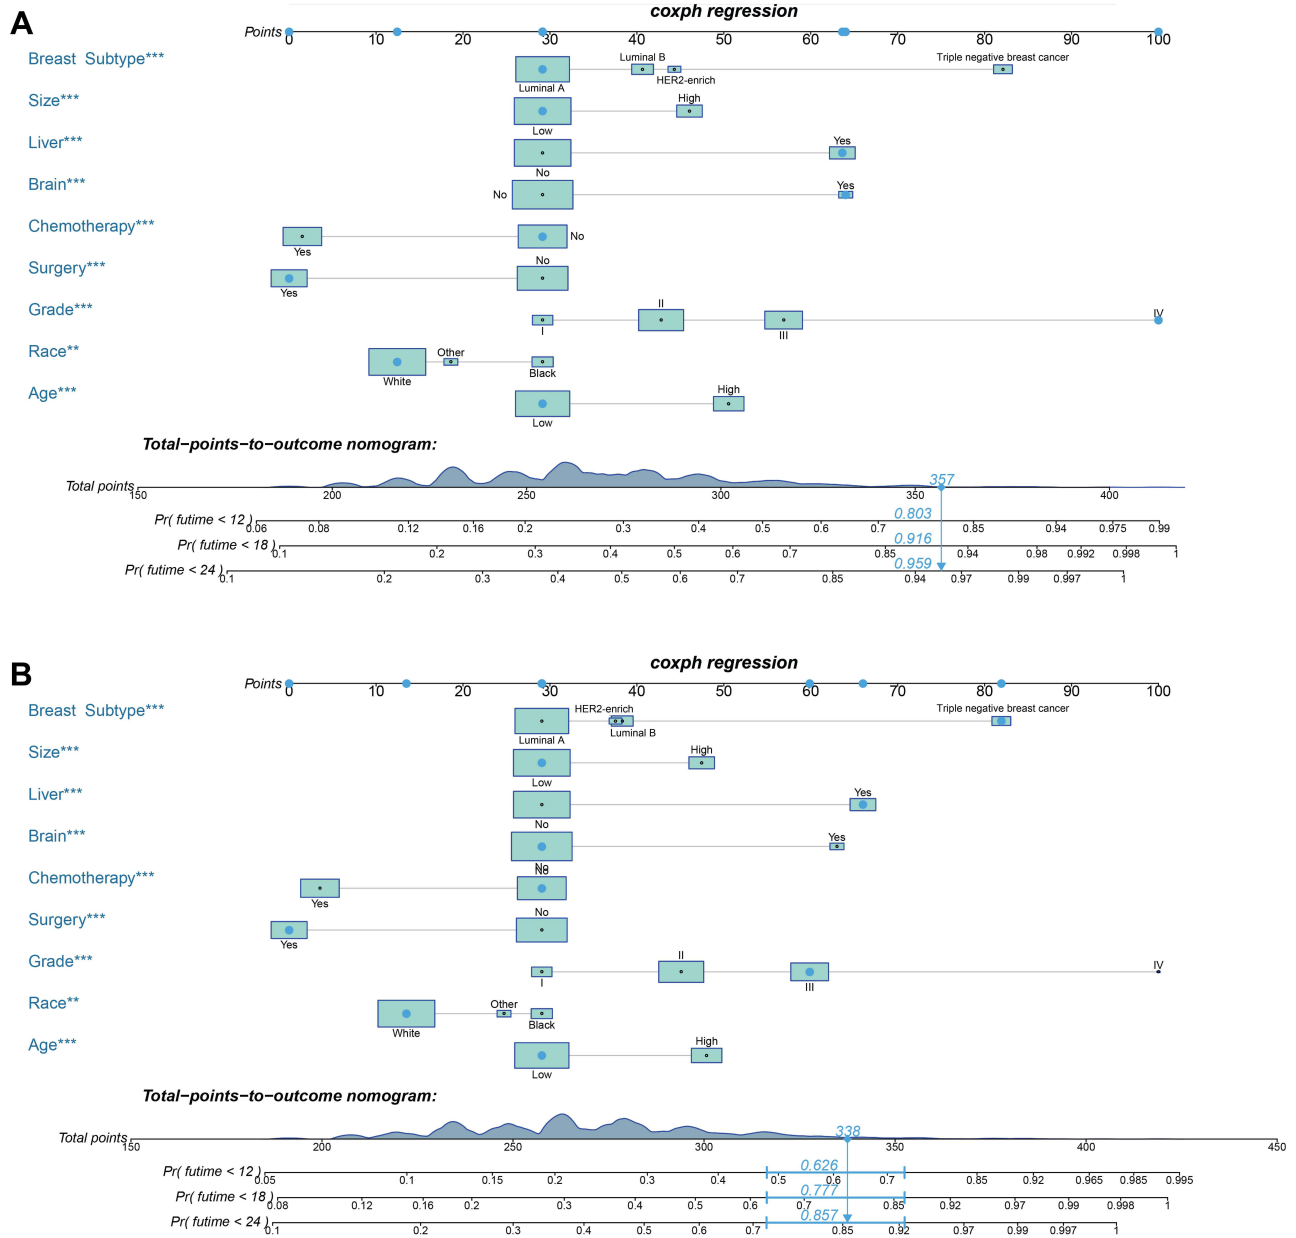 A
coxph regression
Points
0 10 20 30 40 50 60 70 80 90 100
Breast Subtype***
Luminal A
Luminal B
HER2-enrich
Triple negative breast cancer
Size***
Low
High
Liver***
No
Yes
Brain***
No
Yes
Chemotherapy***
Yes
No
Surgery***
Yes
No
Grade***
I
II
III
IV
Race**
White
Other
Black
Age***
Low
High
Total-points-to-outcome nomogram:
357
Total points
150 200 250 300 350 400
Pr( futime < 12 )
0.803
0.06 0.08 0.12 0.16 0.2 0.3 0.4 0.5 0.6 0.7 0.85 0.94 0.975 0.99
Pr( futime < 18 )
0.916
0.1 0.2 0.3 0.4 0.5 0.6 0.7 0.85 0.94 0.98 0.992 0.998 1
Pr( futime < 24 )
0.959
0.1 0.2 0.3 0.4 0.5 0.6 0.7 0.85 0.94 0.97 0.99 0.997 1
B
coxph regression
Points
0 10 20 30 40 50 60 70 80 90 100
Breast Subtype***
Luminal A
HER2-enrich
Luminal B
Triple negative breast cancer
Size***
Low
High
Liver***
No
Yes
Brain***
No
Yes
Chemotherapy***
Yes
No
Surgery***
Yes
No
Grade***
I
II
III
IV
Race**
White
Other
Black
Age***
Low
High
Total-points-to-outcome nomogram:
338
Total points
150 200 250 300 350 400 450
Pr( futime < 12 )
0.626
0.05 0.1 0.15 0.2 0.3 0.4 0.5 0.6 0.7 0.85 0.92 0.965 0.985 0.995
Pr( futime < 18 )
0.777
0.08 0.12 0.16 0.2 0.3 0.4 0.5 0.6 0.7 0.85 0.92 0.97 0.99 0.998 1
Pr( futime < 24 )
0.857
0.1 0.2 0.3 0.4 0.5 0.6 0.7 0.85 0.92 0.97 0.99 0.997 1